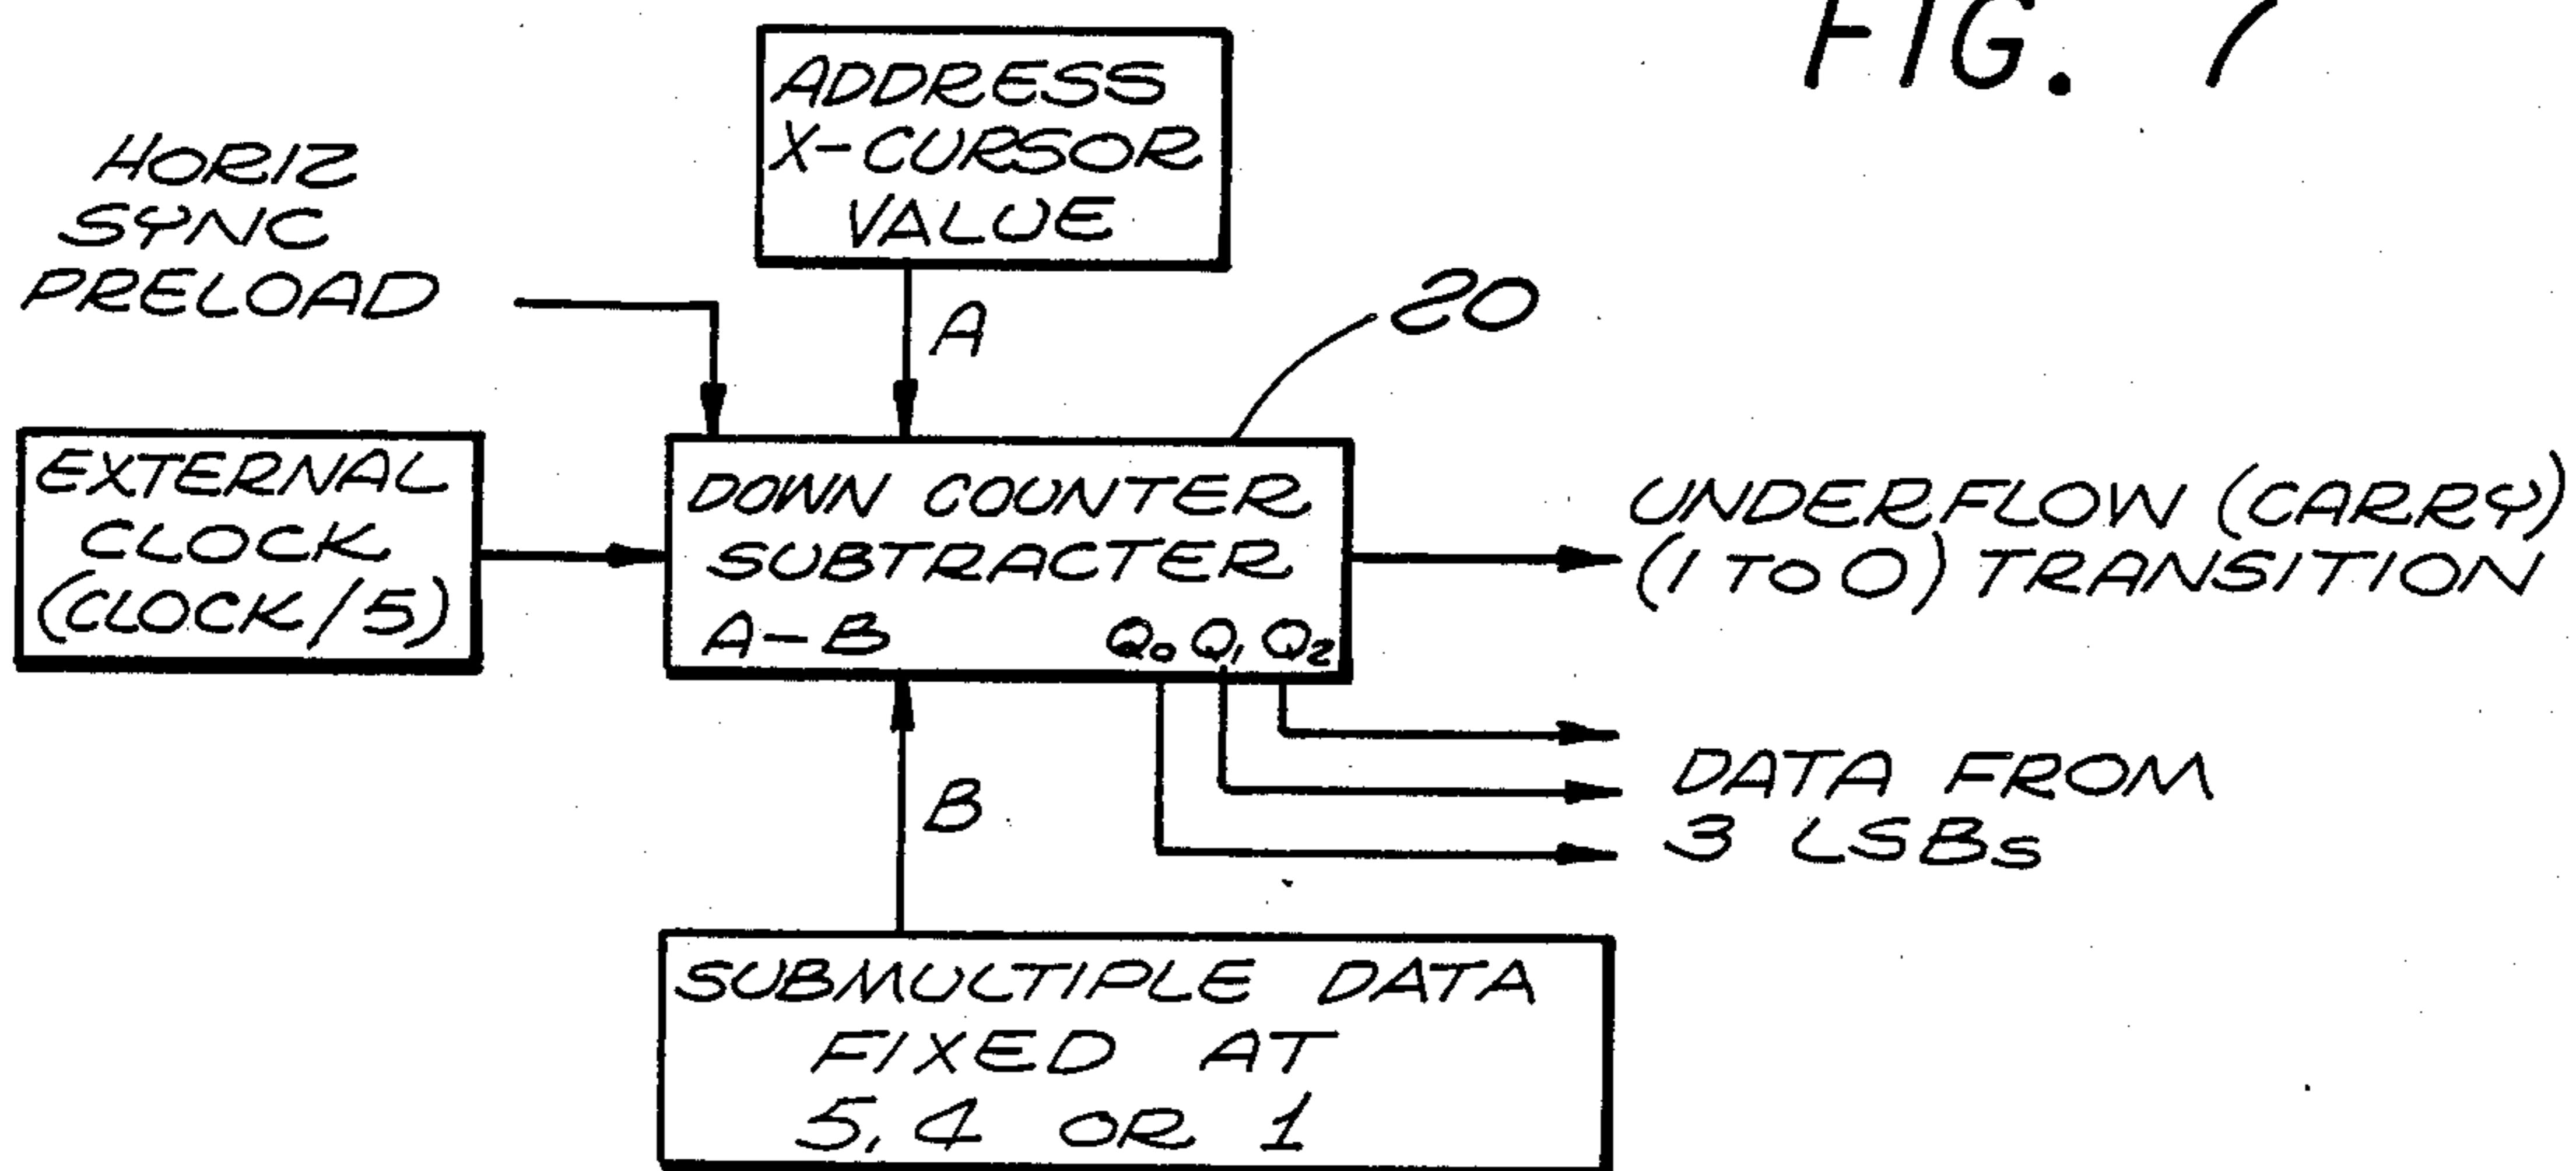 FIG. 7
ADDRESS
X-CURSOR
VALUE
HORIZ
SYNC
PRELOAD
A
20
EXTERNAL
CLOCK
(CLOCK/5)
DOWN COUNTER
SUBTRACTER
A-B Q₀ Q₁ Q₂
UNDERFLOW (CARRY)
(1 TO 0) TRANSITION
B
DATA FROM
3 LSBs
SUBMULTIPLE DATA
FIXED AT
5, 4 OR 1